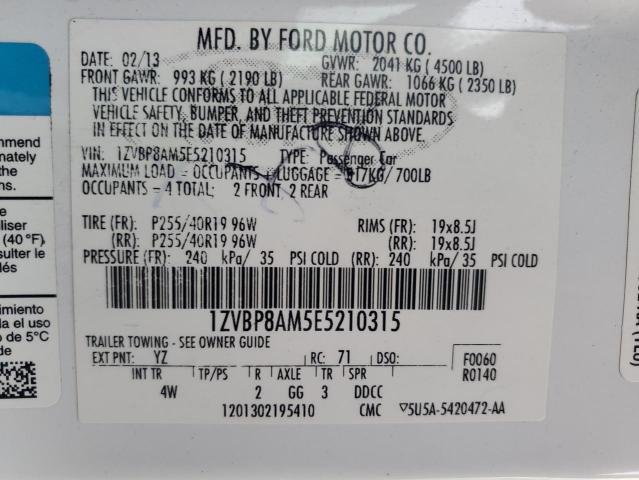 MFD. BY FORD MOTOR CO.
DATE: 02/13 GVWR: 2041 KG ( 4500 LB)
FRONT GAWR: 993 KG ( 2190 LB) REAR GAWR: 1066 KG ( 2350 LB)
THIS VEHICLE CONFORMS TO ALL APPLICABLE FEDERAL MOTOR
VEHICLE SAFETY, BUMPER, AND THEFT PREVENTION STANDARDS
IN EFFECT ON THE DATE OF MANUFACTURE SHOWN ABOVE.
VIN: 1ZVBP8AM5E5210315 TYPE: Passenger Car
MAXIMUM LOAD = OCCUPANTS + LUGGAGE = 317KG/ 700LB
OCCUPANTS = 4 TOTAL: 2 FRONT, 2 REAR
TIRE (FR): P255/40R19 96W RIMS (FR): 19x8.5J
(RR): P255/40R19 96W (RR): 19x8.5J
PRESSURE (FR): 240 kPa/ 35 PSI COLD (RR): 240 kPa/ 35 PSI COLD
1ZVBP8AM5E5210315
TRAILER TOWING - SEE OWNER GUIDE
EXT PNT: YZ RC: 71 DSO: F0060
INT TR TP/PS R AXLE TR SPR R0140
4W 2 GG 3 DDCC
1201302195410 CMC ▽5U5A-5420472-AA
mmend
nately
ns.
e
iliser
(40 °F)
sulter le
lés
imiento
a el uso
o de 5°C
de